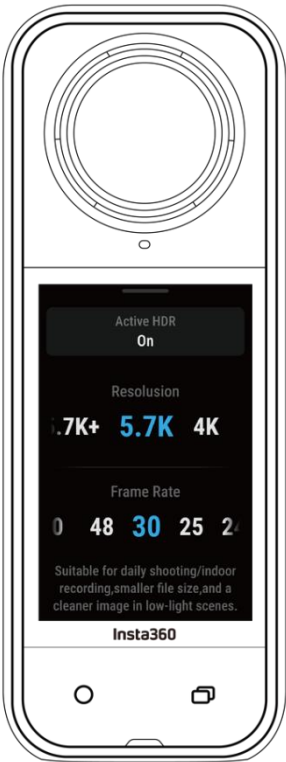 Active HDR
On
Resolusion
.7K+ 5.7K 4K
Frame Rate
0 48 30 25 24
Suitable for daily shooting/indoor
recording,smaller file size,and a
cleaner image in low-light scenes.
Insta360